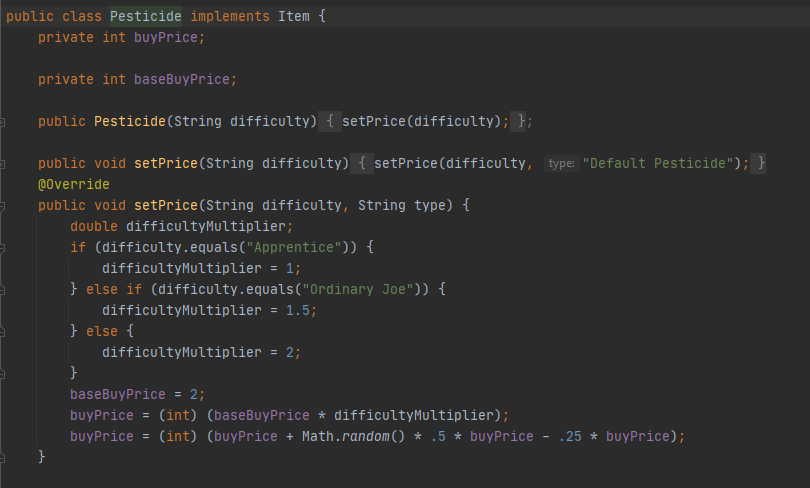 public class Pesticide implements Item {
private int buyPrice;
private int baseBuyPrice;
public Pesticide(String difficulty) { setPrice(difficulty); };
public void setPrice(String difficulty) { setPrice(difficulty, type: "Default Pesticide"); }
@Override
public void setPrice(String difficulty, String type) {
double difficultyMultiplier;
if (difficulty.equals("Apprentice")) {
difficultyMultiplier = 1;
} else if (difficulty.equals("Ordinary Joe")) {
difficultyMultiplier = 1.5;
} else {
difficultyMultiplier = 2;
}
baseBuyPrice = 2;
buyPrice = (int) (baseBuyPrice * difficultyMultiplier);
buyPrice = (int) (buyPrice + Math.random() * .5 * buyPrice - .25 * buyPrice);
}